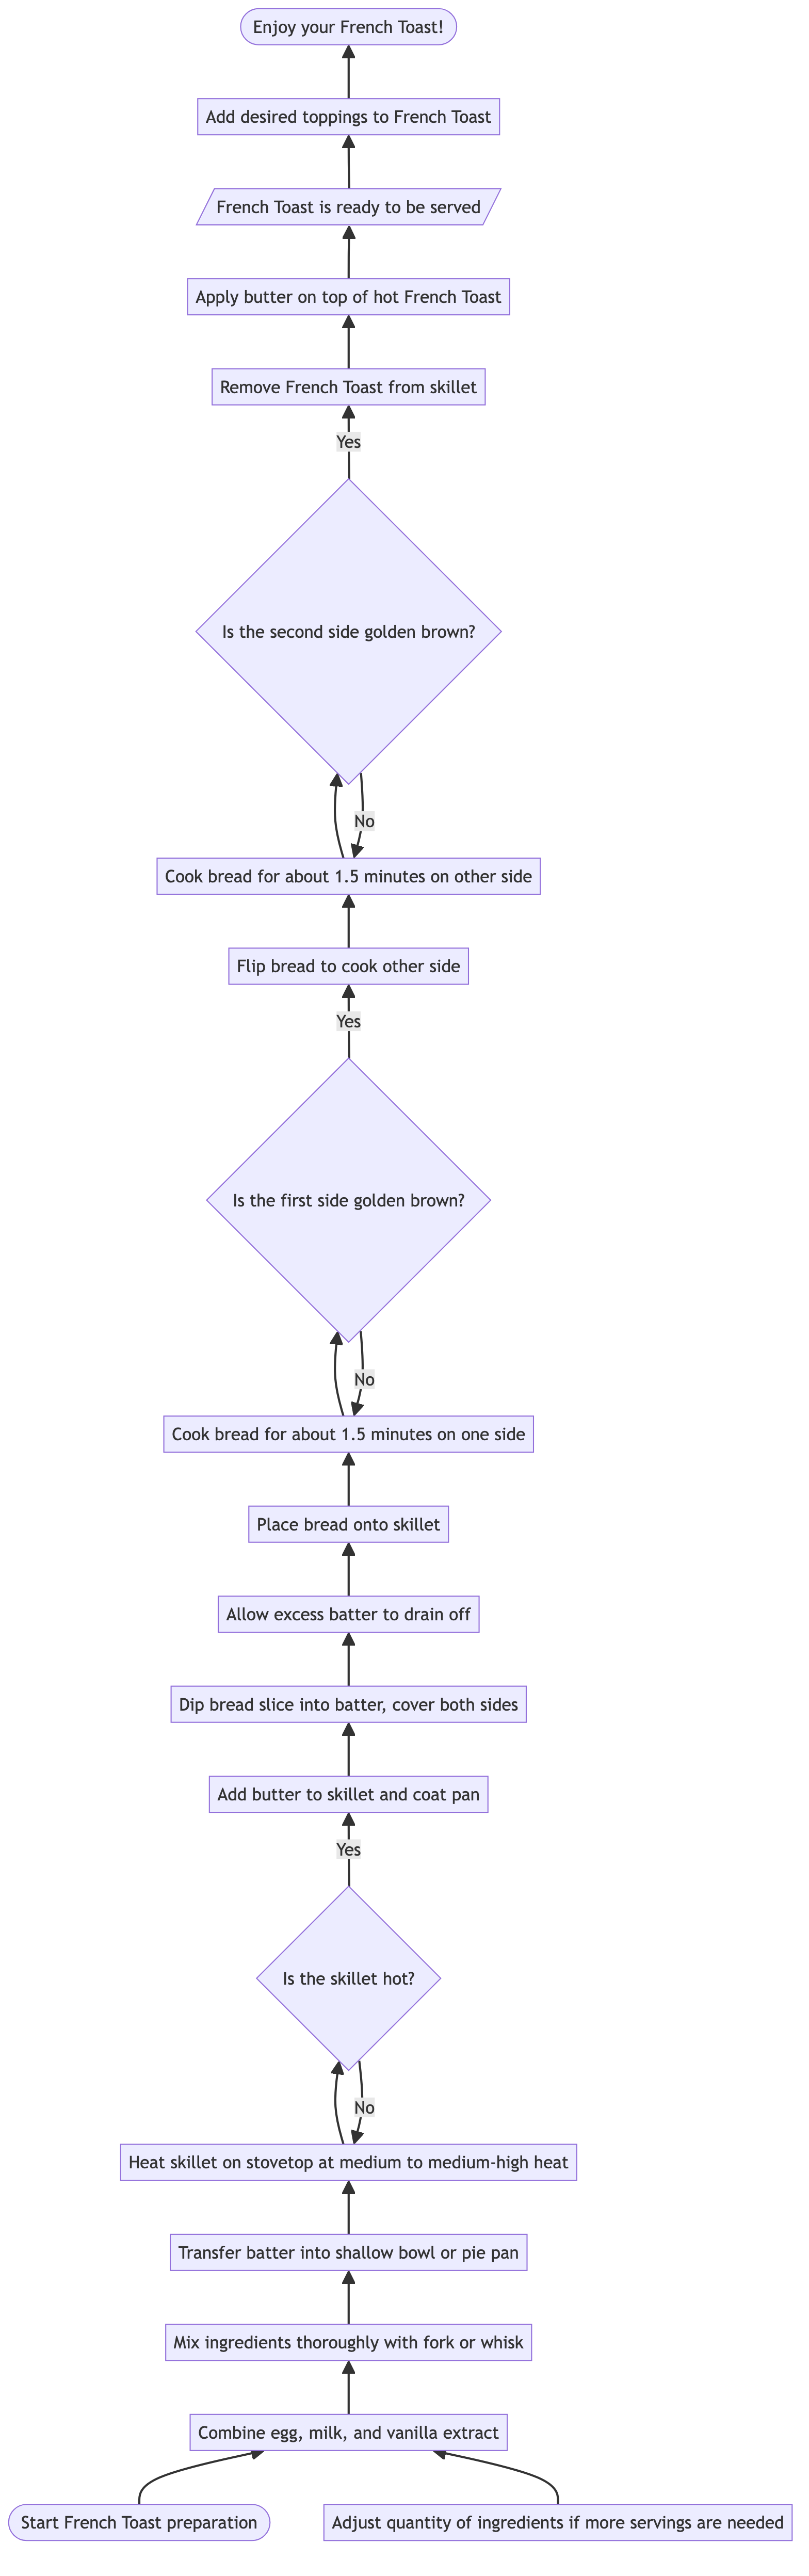 Enjoy your French Toast!
Add desired toppings to French Toast
French Toast is ready to be served
Apply butter on top of hot French Toast
Remove French Toast from skillet
Yes
Is the second side golden brown?
No
Cook bread for about 1.5 minutes on other side
Flip bread to cook other side
Yes
Is the first side golden brown?
No
Cook bread for about 1.5 minutes on one side
Place bread onto skillet
Allow excess batter to drain off
Dip bread slice into batter, cover both sides
Add butter to skillet and coat pan
Yes
Is the skillet hot?
No
Heat skillet on stovetop at medium to medium-high heat
Transfer batter into shallow bowl or pie pan
Mix ingredients thoroughly with fork or whisk
Combine egg, milk, and vanilla extract
Start French Toast preparation
Adjust quantity of ingredients if more servings are needed